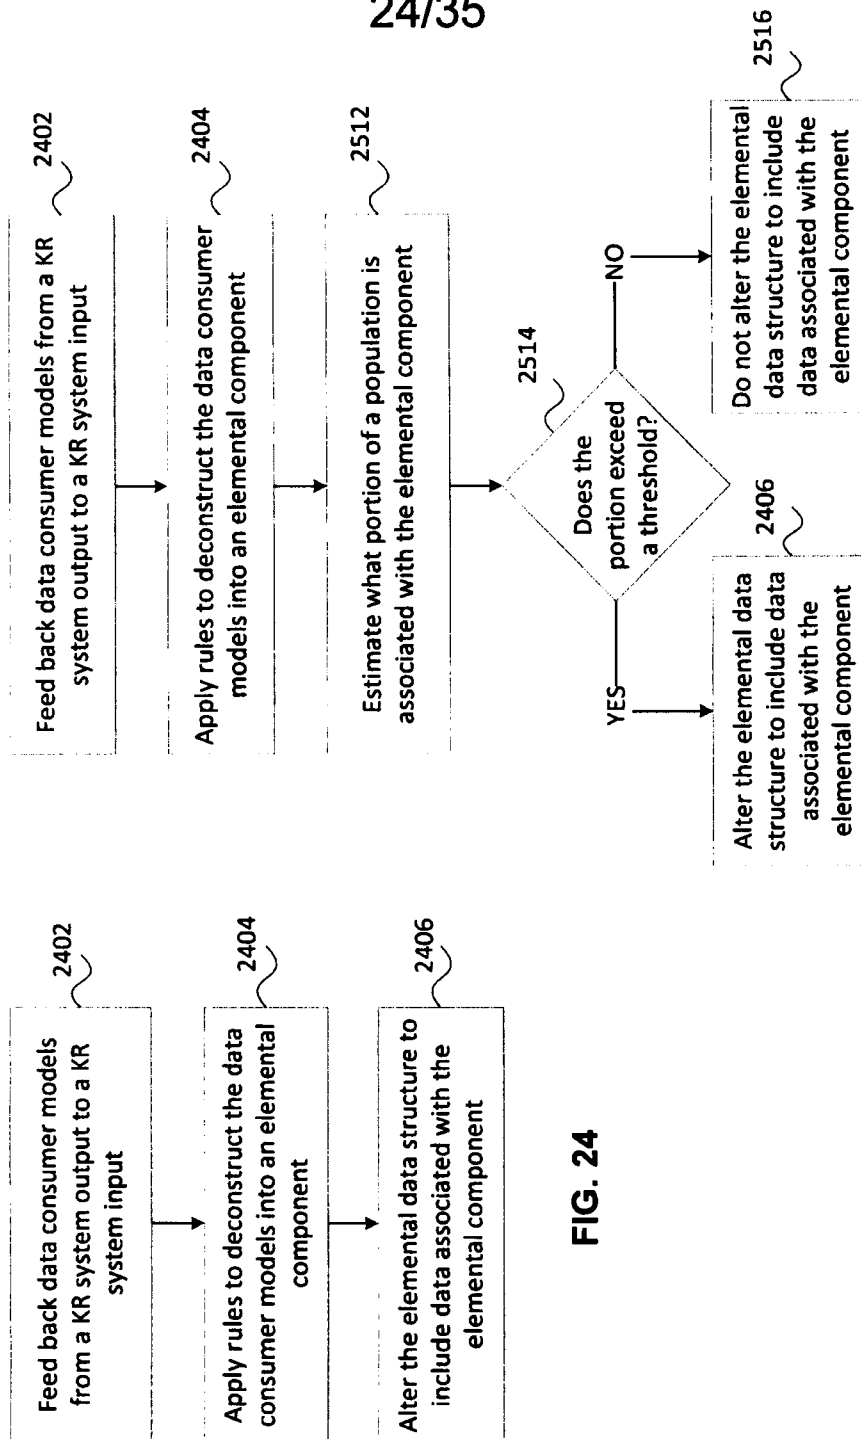 24/35
2402
Feed back data consumer models
from a KR system output to a KR
system input
2404
Apply rules to deconstruct the data
consumer models into an elemental
component
2406
Alter the elemental data structure to
include data associated with the
elemental component
FIG. 24
2402
Feed back data consumer models from a KR
system output to a KR system input
2404
Apply rules to deconstruct the data consumer
models into an elemental component
2512
Estimate what portion of a population is
associated with the elemental component
2514
Does the
portion exceed
a threshold?
YES
NO
2406
Alter the elemental data
structure to include data
associated with the
elemental component
2516
Do not alter the elemental
data structure to include
data associated with the
elemental component